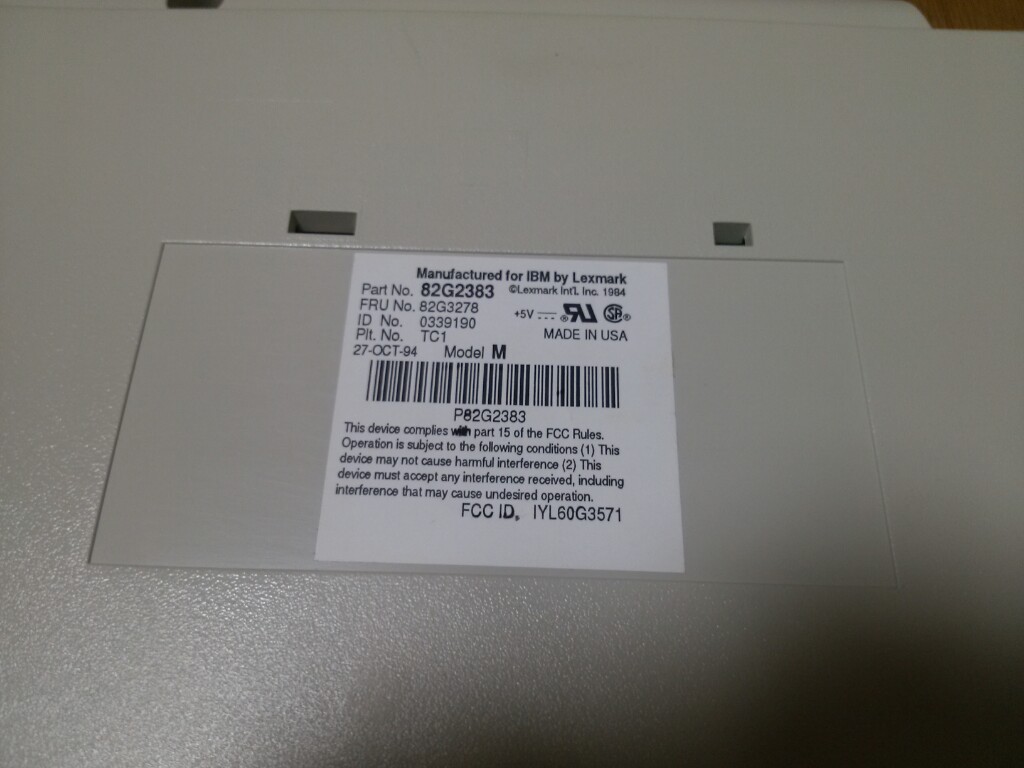 Manufactured for IBM by Lexmark
Part No. 82G2383 ©Lexmark Int'l. Inc. 1984
FRU No. 82G3278
ID No. 0339190
+5V
Plt. No. TC1
MADE IN USA
27-OCT-94 Model M
P82G2383
This device complies with part 15 of the FCC Rules.
Operation is subject to the following conditions (1) This
device may not cause harmful interference (2) This
device must accept any interference received, including
interference that may cause undesired operation.
FCC ID. IYL60G3571